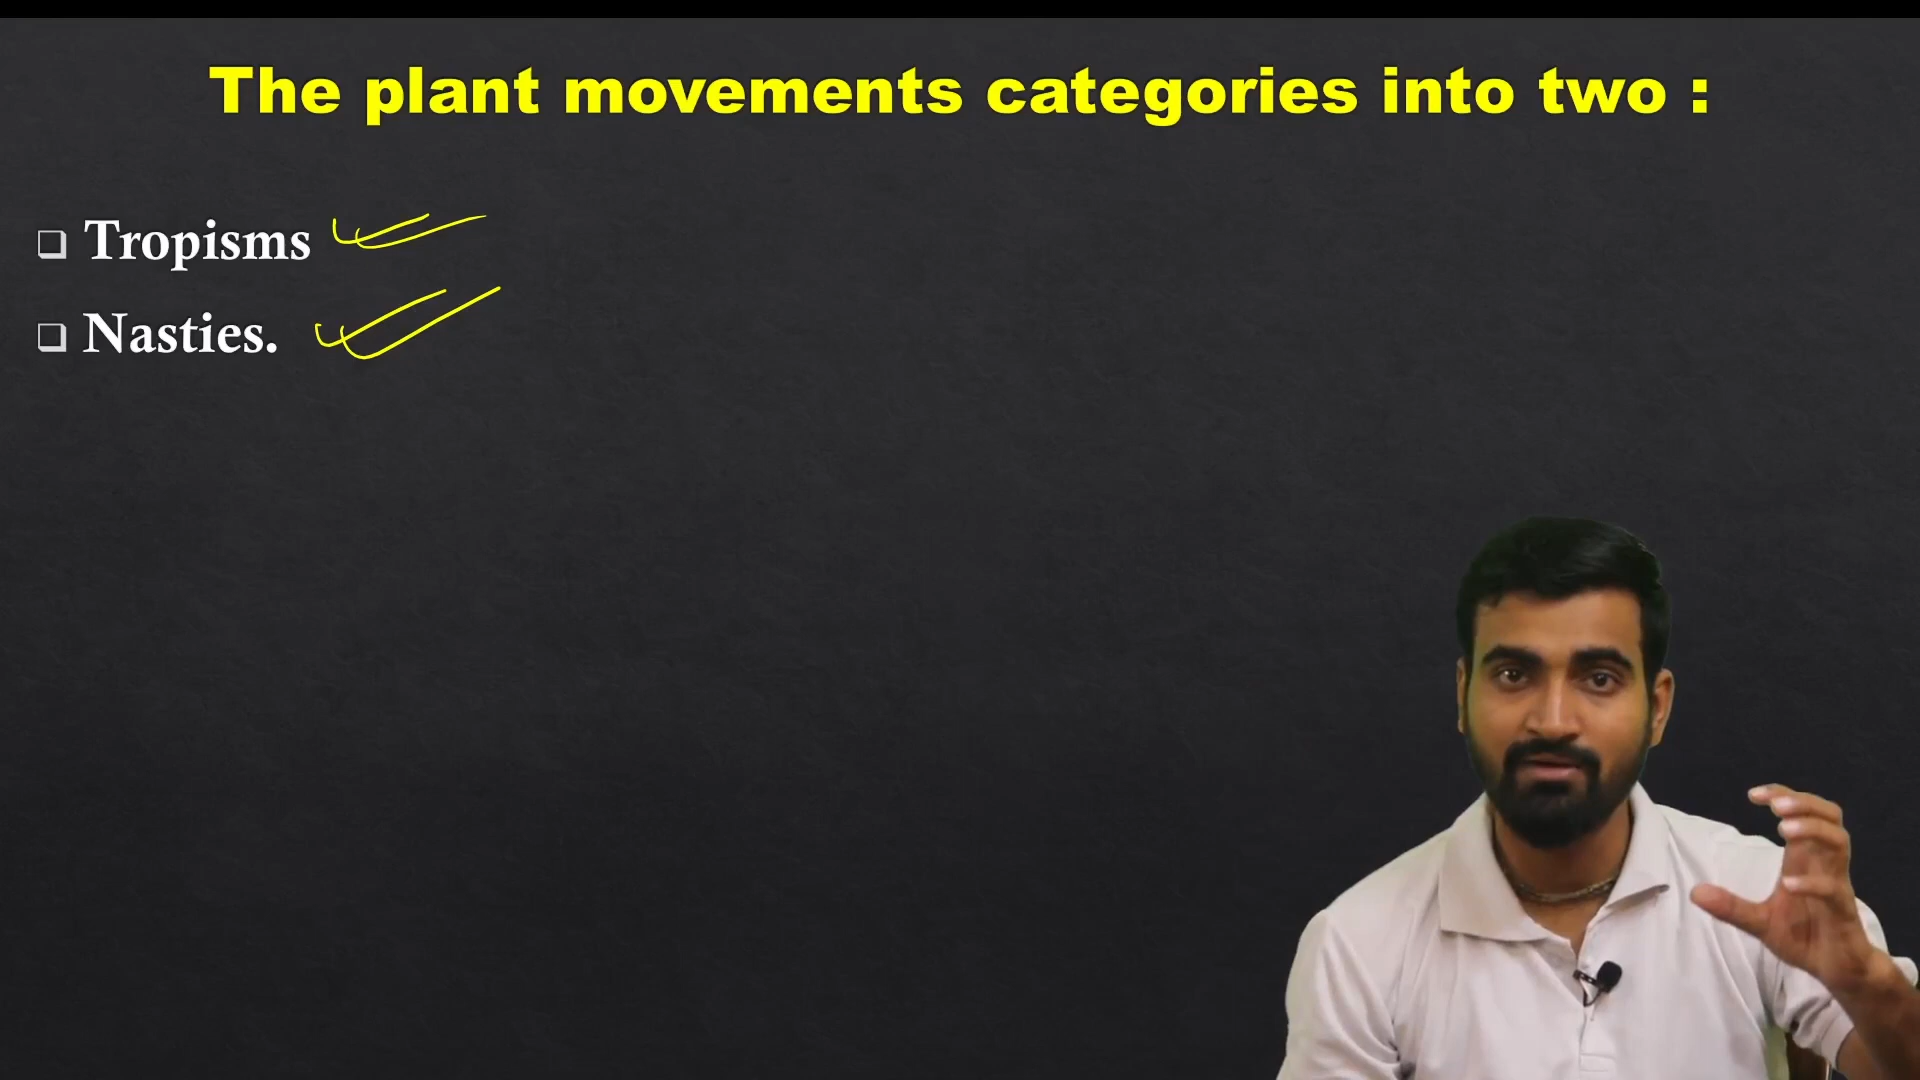 The plant movements categories into two :
Tropisms
Nasties.